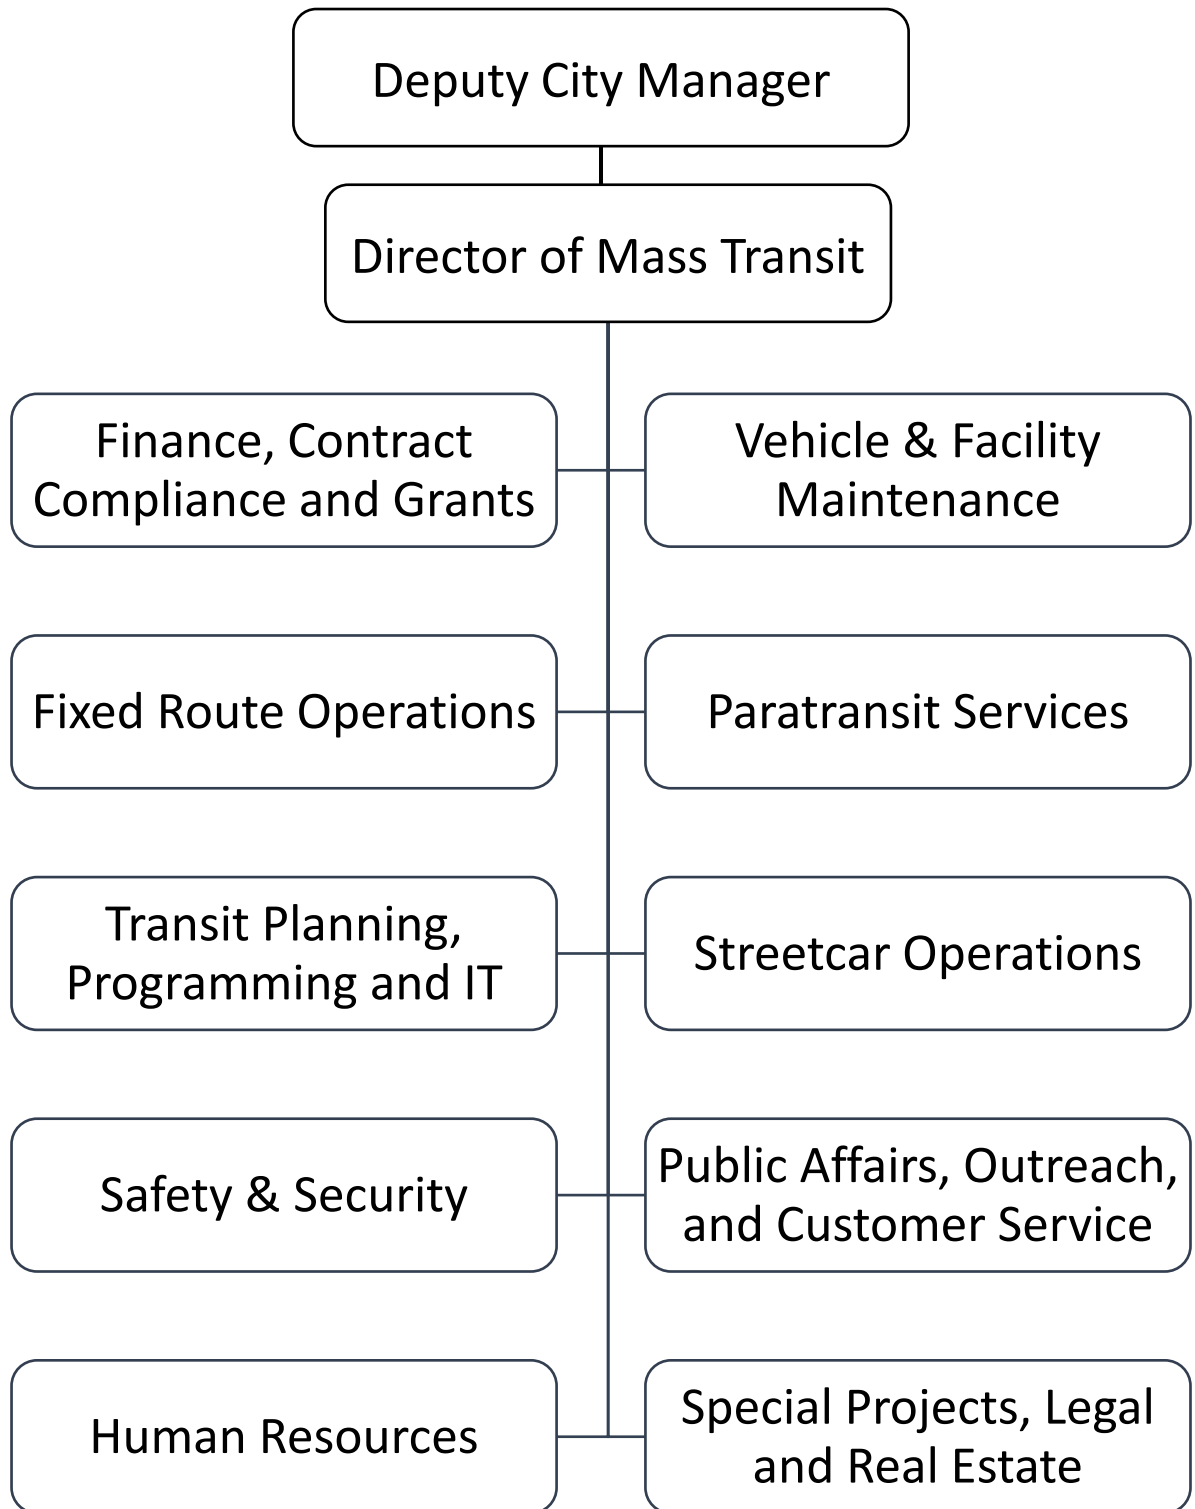 Deputy City Manager
Director of Mass Transit
Finance, Contract
Compliance and Grants
Vehicle & Facility
Maintenance
Fixed Route Operations
Paratransit Services
Transit Planning,
Programming and IT
Streetcar Operations
Safety & Security
Public Affairs, Outreach,
and Customer Service
Human Resources
Special Projects, Legal
and Real Estate